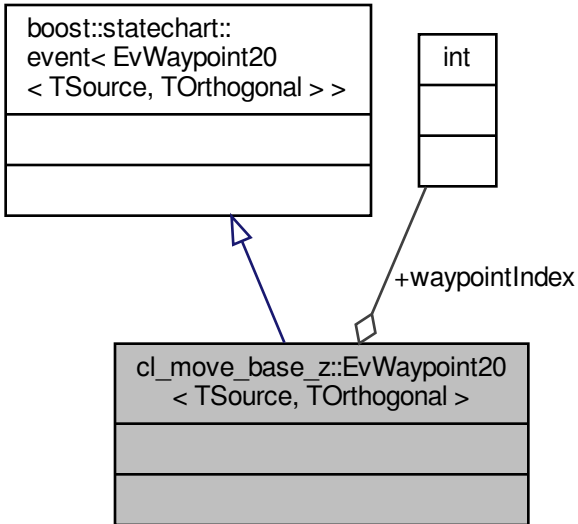 boost::statechart::
event< EvWaypoint20
< TSource, TOrthogonal > >
int
+waypointIndex
cl_move_base_z::EvWaypoint20
< TSource, TOrthogonal >